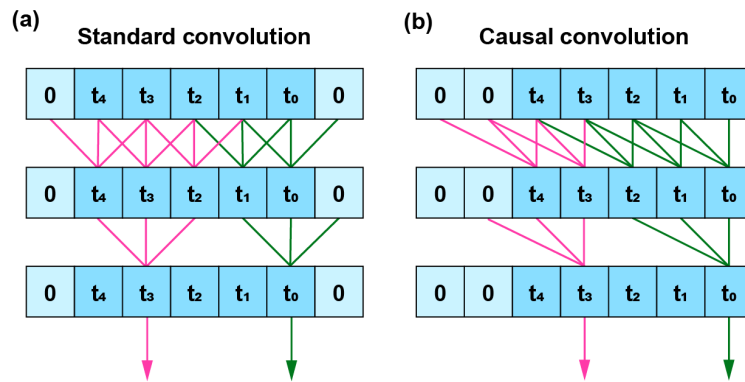 (a)
Standard convolution
0 t₄ t₃ t₂ t₁ t₀ 0
0 t₄ t₃ t₂ t₁ t₀ 0
0 t₄ t₃ t₂ t₁ t₀ 0
(b)
Causal convolution
0 0 t₄ t₃ t₂ t₁ t₀
0 0 t₄ t₃ t₂ t₁ t₀
0 0 t₄ t₃ t₂ t₁ t₀